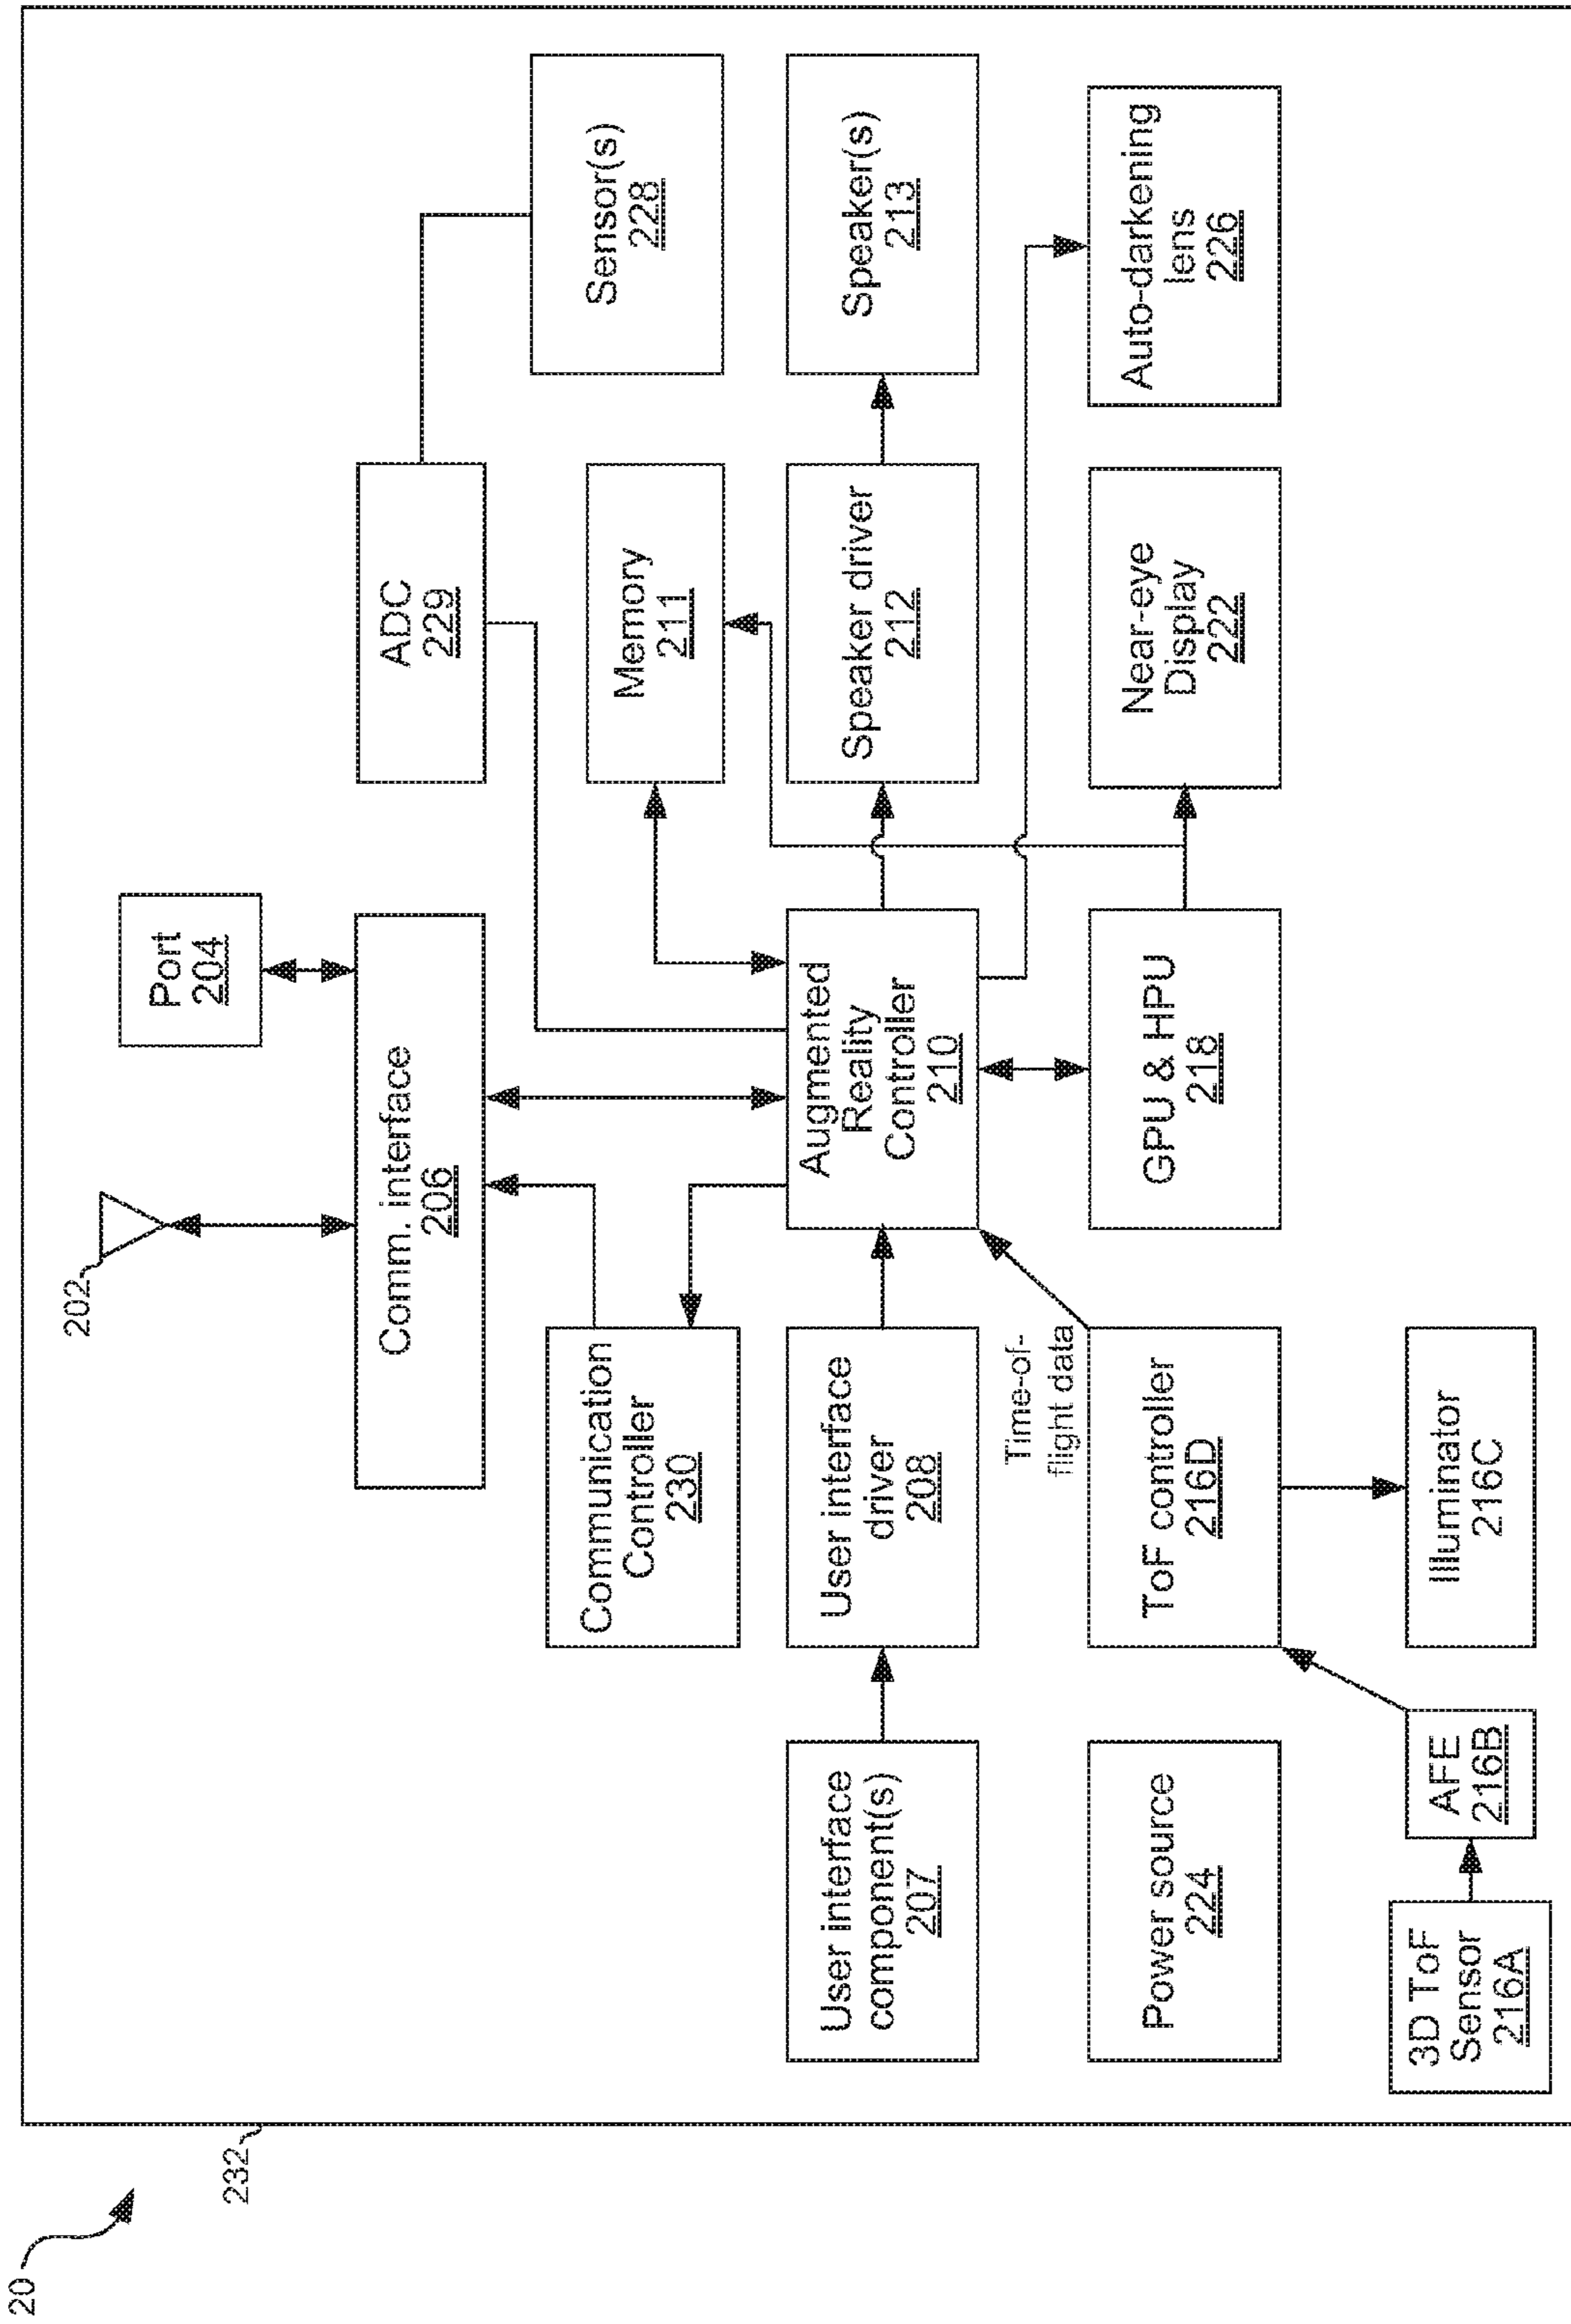 20
232
202
Port
204
Comm. interface
206
ADC
229
Sensor(s)
228
Communication
Controller
230
Memory
211
User interface
component(s)
207
User interface
driver
208
Augmented
Reality
Controller
210
Speaker driver
212
Speaker(s)
213
Time-of-
flight data
Power source
224
ToF controller
216D
GPU & HPU
218
Near-eye
Display
222
Auto-darkening
lens
226
3D ToF
Sensor
216A
AFE
216B
Illuminator
216C